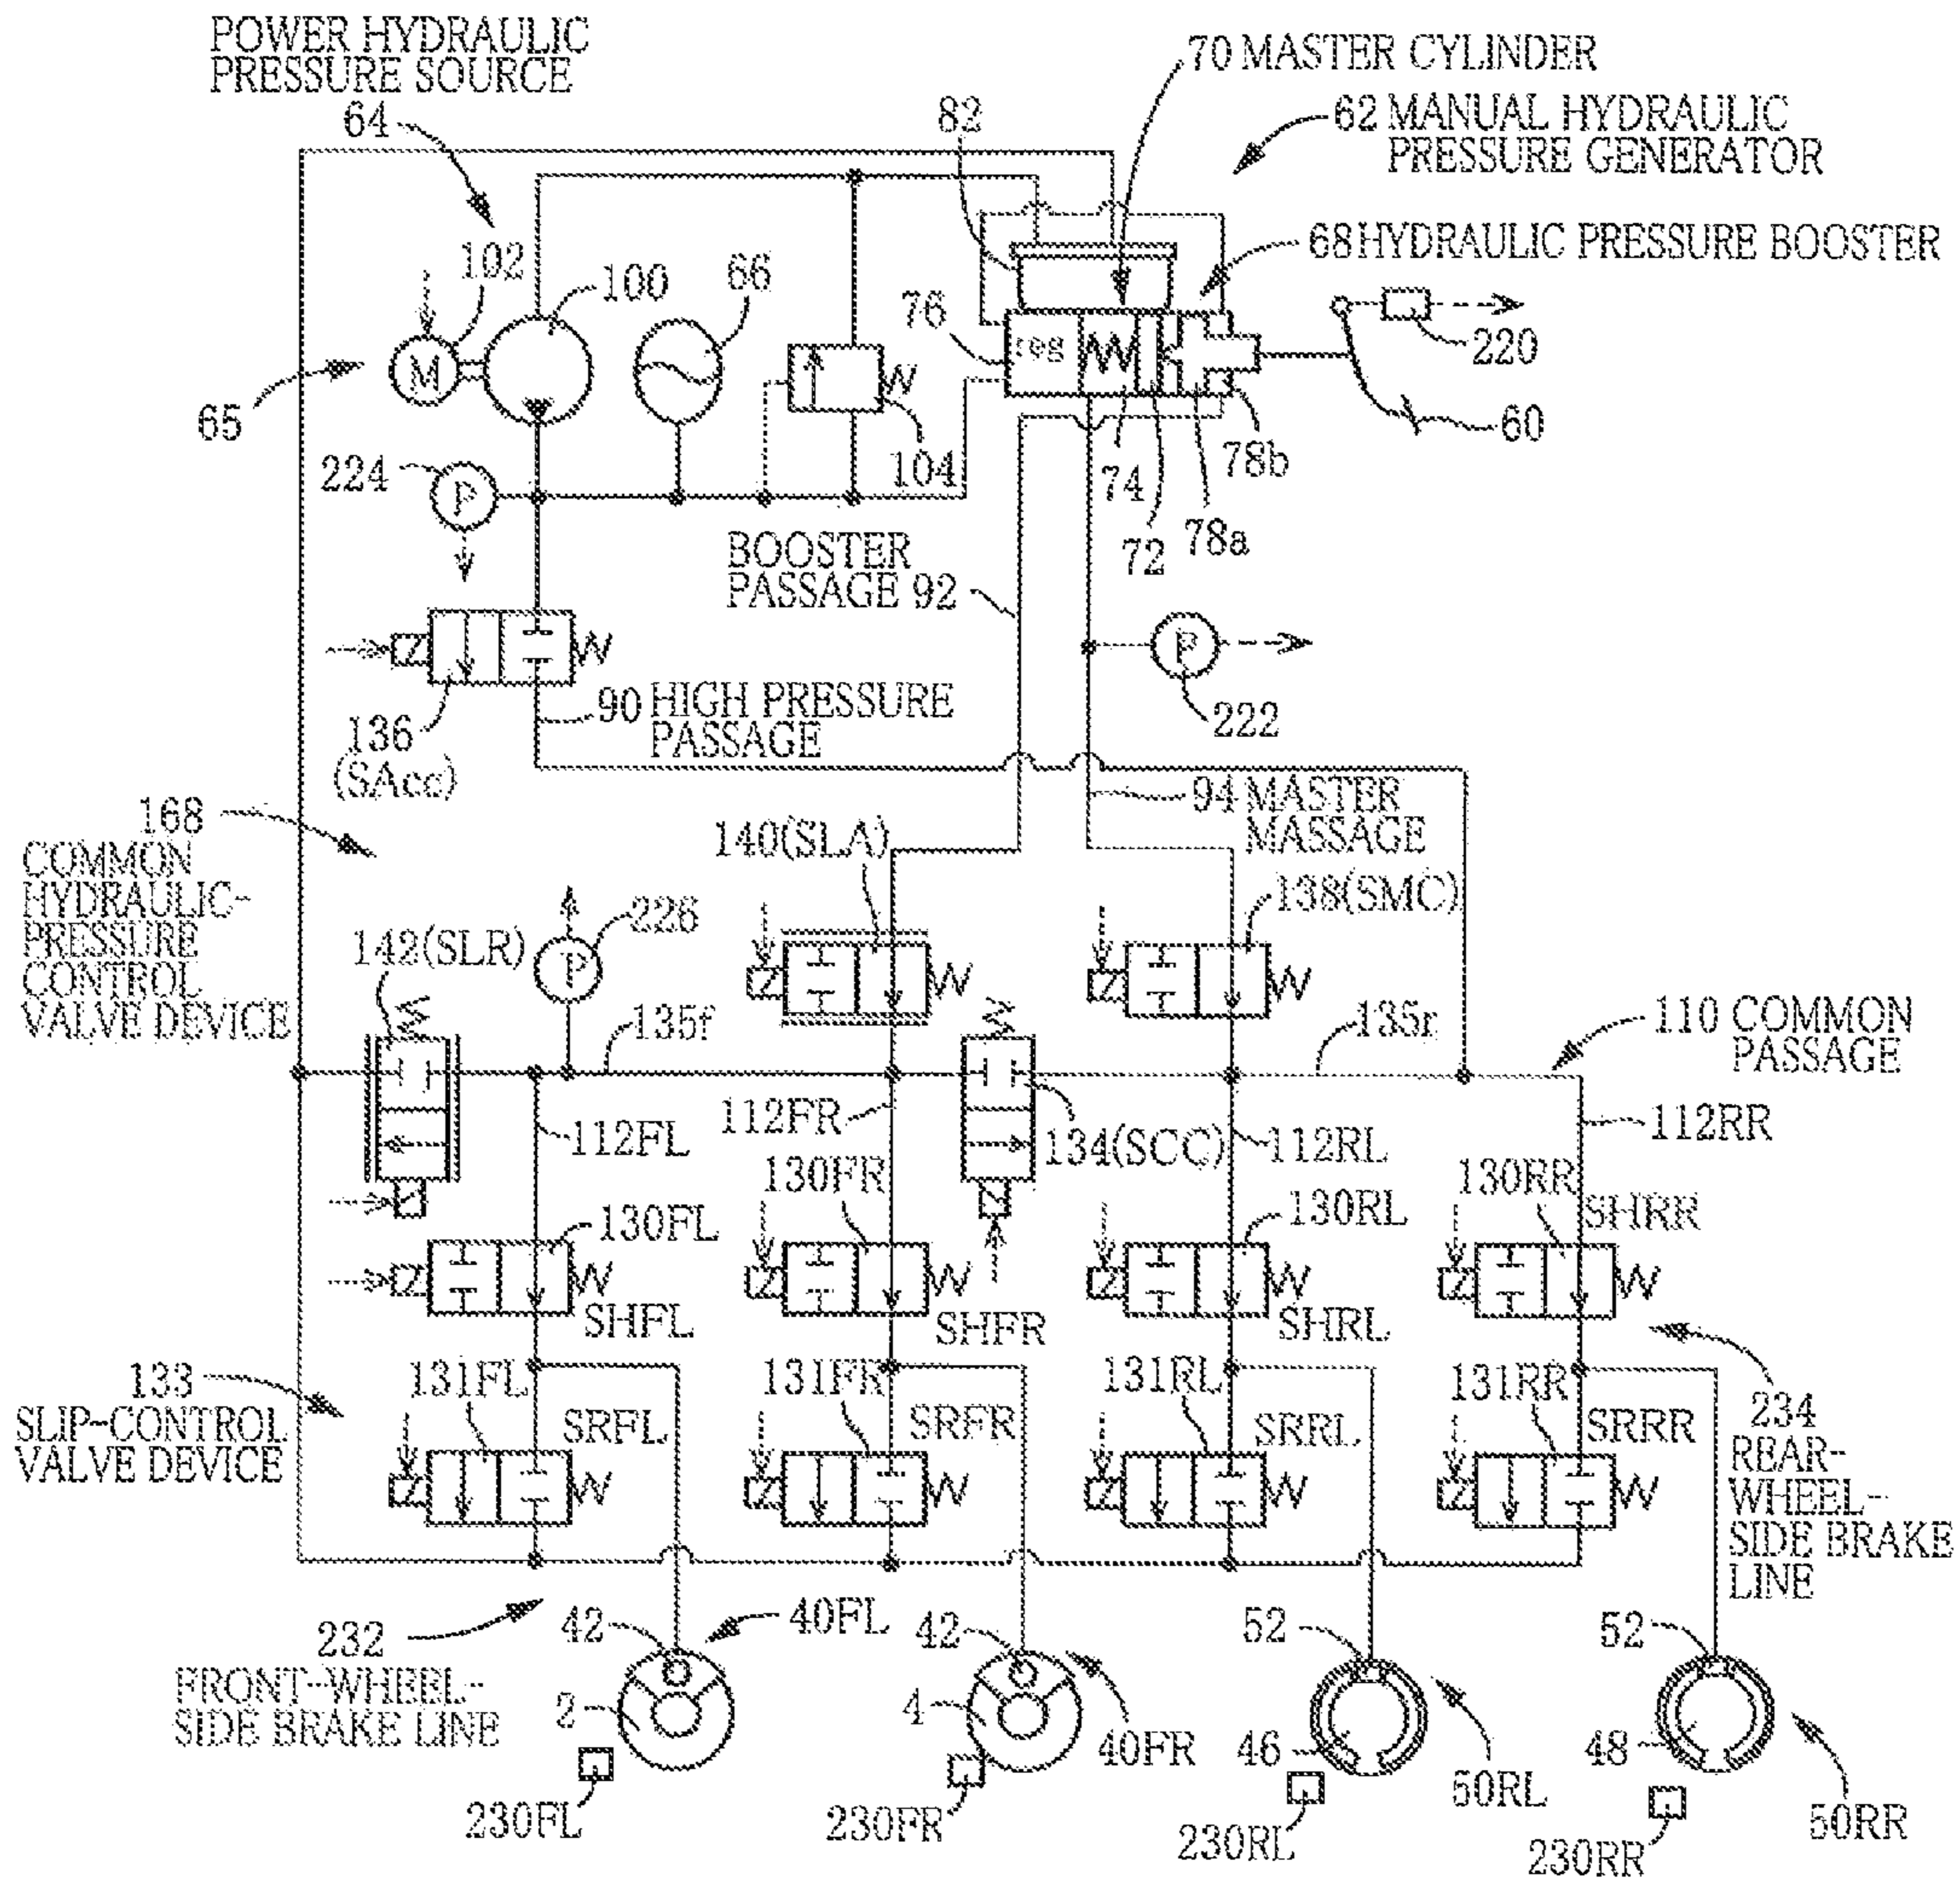 POWER HYDRAULIC
PRESSURE SOURCE
64
70 MASTER CYLINDER
82
62 MANUAL HYDRAULIC
PRESSURE GENERATOR
68 HYDRAULIC PRESSURE BOOSTER
102
100
66
76
reg
220
M
65
60
104
74
78b
224
P
72
78a
BOOSTER
PASSAGE 92
P
222
90 HIGH PRESSURE
PASSAGE
136
(SAcc)
94 MASTER
MASSAGE
168
COMMON
HYDRAULIC-
PRESSURE
CONTROL
VALVE DEVICE
140(SLA)
138(SMC)
226
P
142(SLR)
135f
135r
110 COMMON
PASSAGE
112FL
112FR
134(SCC)
112RL
112RR
130FL
130FR
130RL
130RR
SHRR
SHFL
SHFR
SHRL
133
SLIP-CONTROL
VALVE DEVICE
131FL
131FR
131RL
131RR
SRFL
SRFR
SRRL
SRRR
234
REAR-
WHEEL-
SIDE BRAKE
LINE
232
FRONT-WHEEL-
SIDE BRAKE LINE
42
40FL
42
52
52
2
4
40FR
46
50RL
48
50RR
230FL
230FR
230RL
230RR